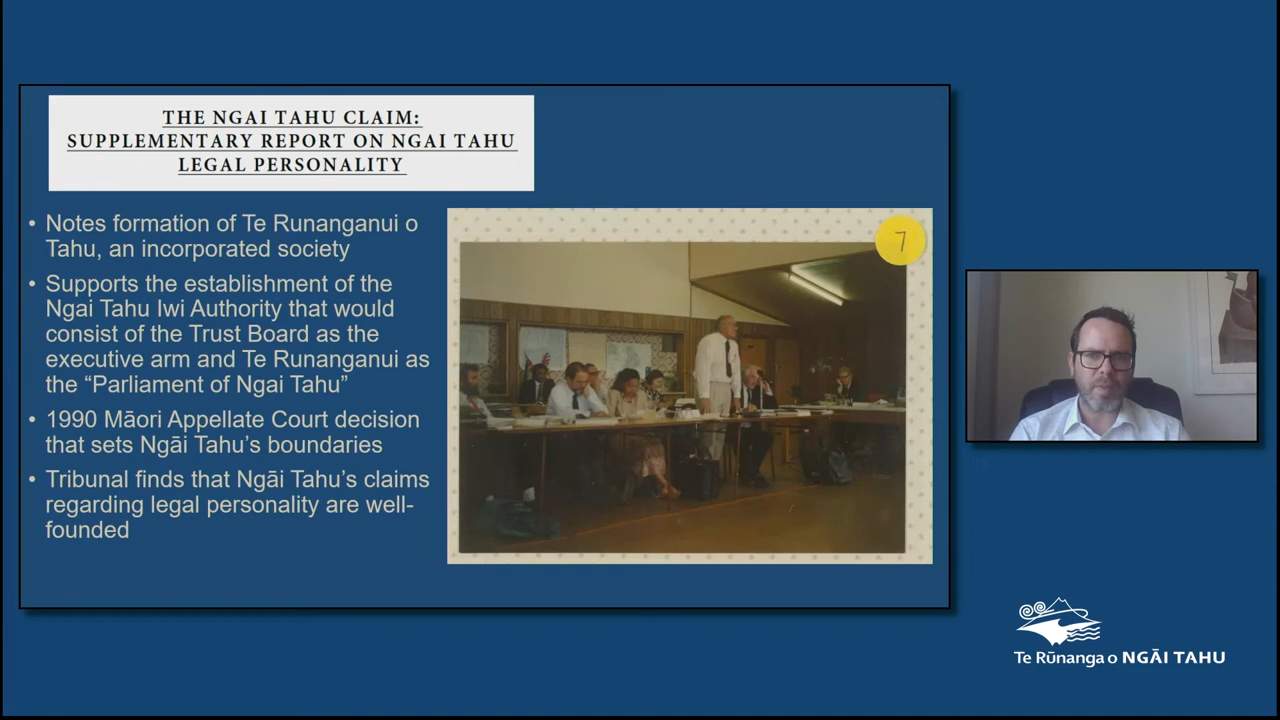 THE NGAI TAHU CLAIM:
SUPPLEMENTARY REPORT ON NGAI TAHU
LEGAL PERSONALITY
• Notes formation of Te Runanganui o
Tahu, an incorporated society
• Supports the establishment of the
Ngai Tahu Iwi Authority that would
consist of the Trust Board as the
executive arm and Te Runanganui as
the “Parliament of Ngai Tahu”
• 1990 Māori Appellate Court decision
that sets Ngāi Tahu’s boundaries
• Tribunal finds that Ngāi Tahu’s claims
regarding legal personality are well-
founded
7
Te Rūnanga o NGĀI TAHU